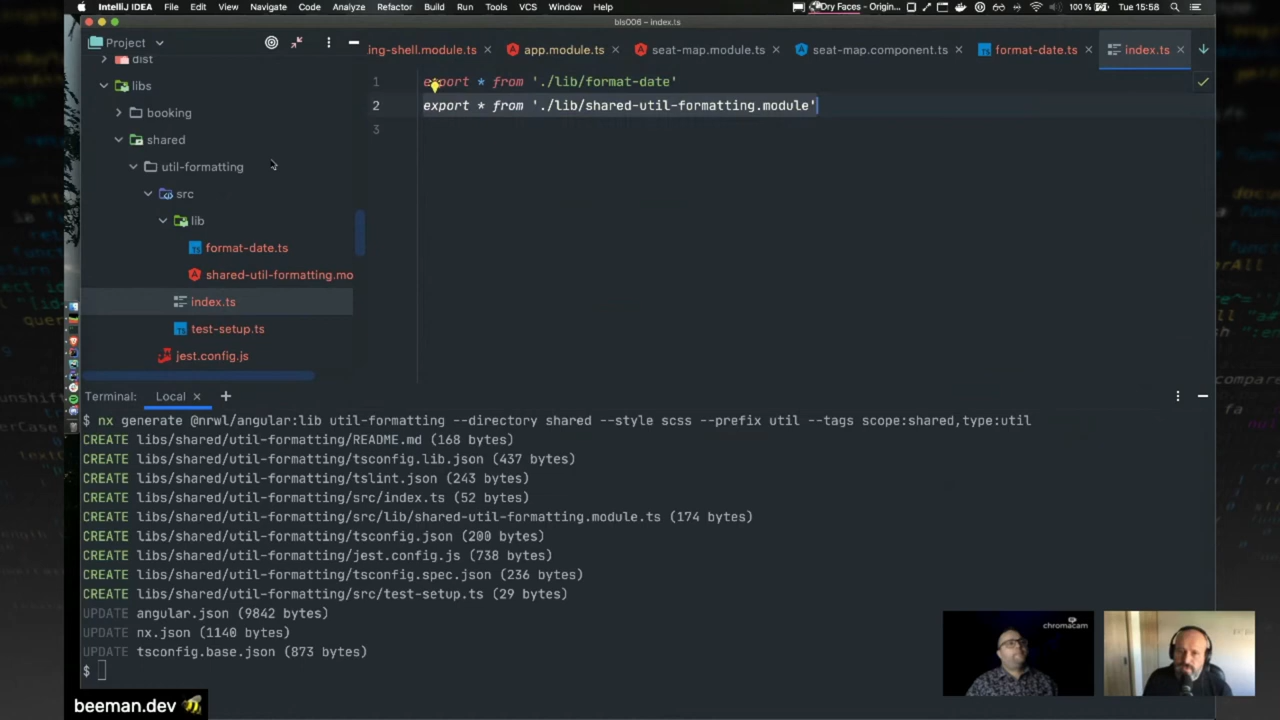 IntelliJ IDEA File Edit View Navigate Code Analyze Refactor Build Run Tools VCS Window Help Dry Faces - Origin... 100 % Tue 15:58
bls006 – index.ts
Project
ing-shell.module.ts app.module.ts seat-map.module.ts seat-map.component.ts format-date.ts index.ts
dist
libs
booking
shared
util-formatting
src
lib
format-date.ts
shared-util-formatting.mo
index.ts
test-setup.ts
jest.config.js
1 export * from './lib/format-date'
2 export * from './lib/shared-util-formatting.module'
3
Terminal: Local
$ nx generate @nrwl/angular:lib util-formatting --directory shared --style scss --prefix util --tags scope:shared,type:util
CREATE libs/shared/util-formatting/README.md (168 bytes)
CREATE libs/shared/util-formatting/tsconfig.lib.json (437 bytes)
CREATE libs/shared/util-formatting/tslint.json (243 bytes)
CREATE libs/shared/util-formatting/src/index.ts (52 bytes)
CREATE libs/shared/util-formatting/src/lib/shared-util-formatting.module.ts (174 bytes)
CREATE libs/shared/util-formatting/tsconfig.json (200 bytes)
CREATE libs/shared/util-formatting/jest.config.js (738 bytes)
CREATE libs/shared/util-formatting/tsconfig.spec.json (236 bytes)
CREATE libs/shared/util-formatting/src/test-setup.ts (29 bytes)
UPDATE angular.json (9842 bytes)
UPDATE nx.json (1140 bytes)
UPDATE tsconfig.base.json (873 bytes)
$
chromacam
beeman.dev